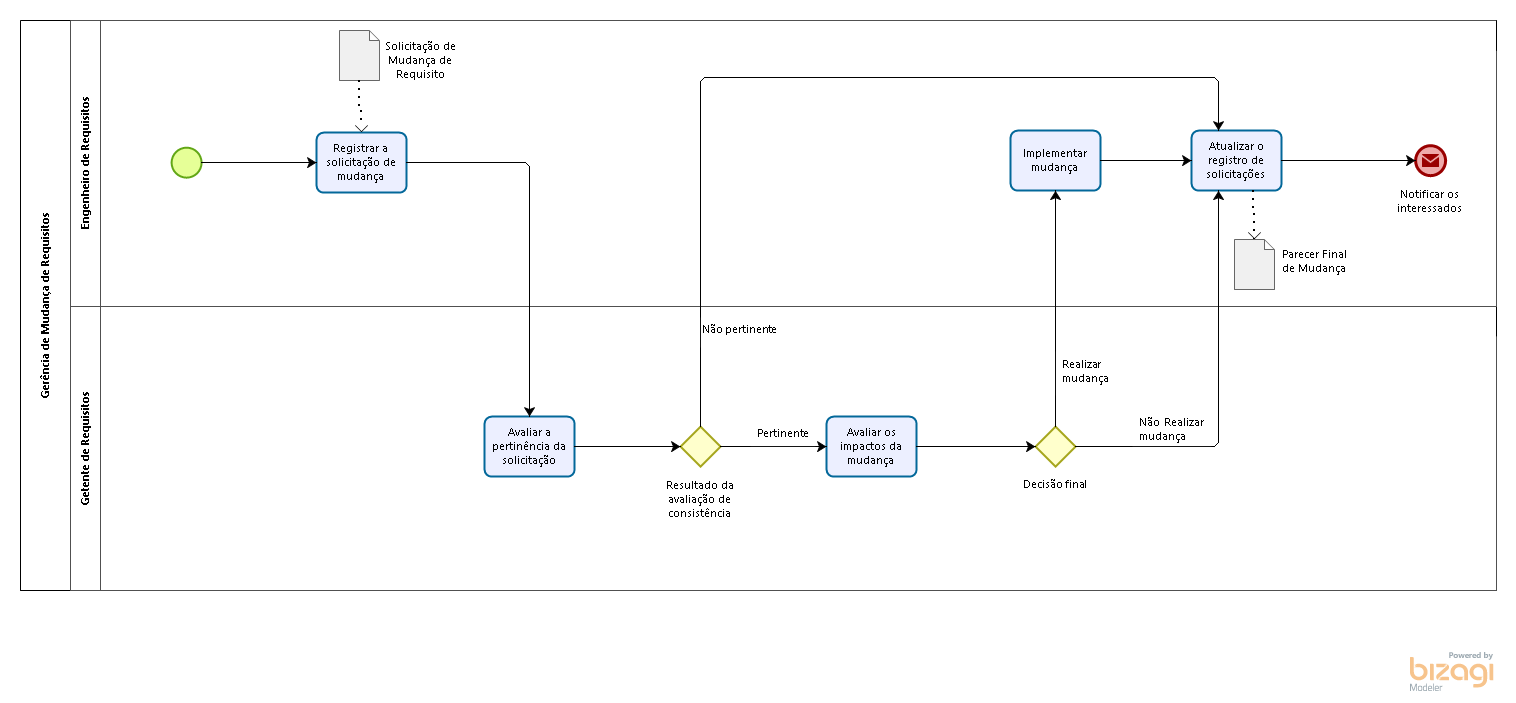 Gerência de Mudança de Requisitos
Engenheiro de Requisitos
Solicitação de
Mudança de
Requisito
Registrar a
solicitação de
mudança
Implementar
mudança
Atualizar o
registro de
solicitações
Notificar os
interessados
Parecer Final
de Mudança
Getente de Requisitos
Não pertinente
Realizar
mudança
Não Realizar
mudança
Avaliar a
pertinência da
solicitação
Pertinente
Avaliar os
impactos da
mudança
Resultado da
avaliação de
consistência
Decisão final
Powered by
bizagi
Modeler